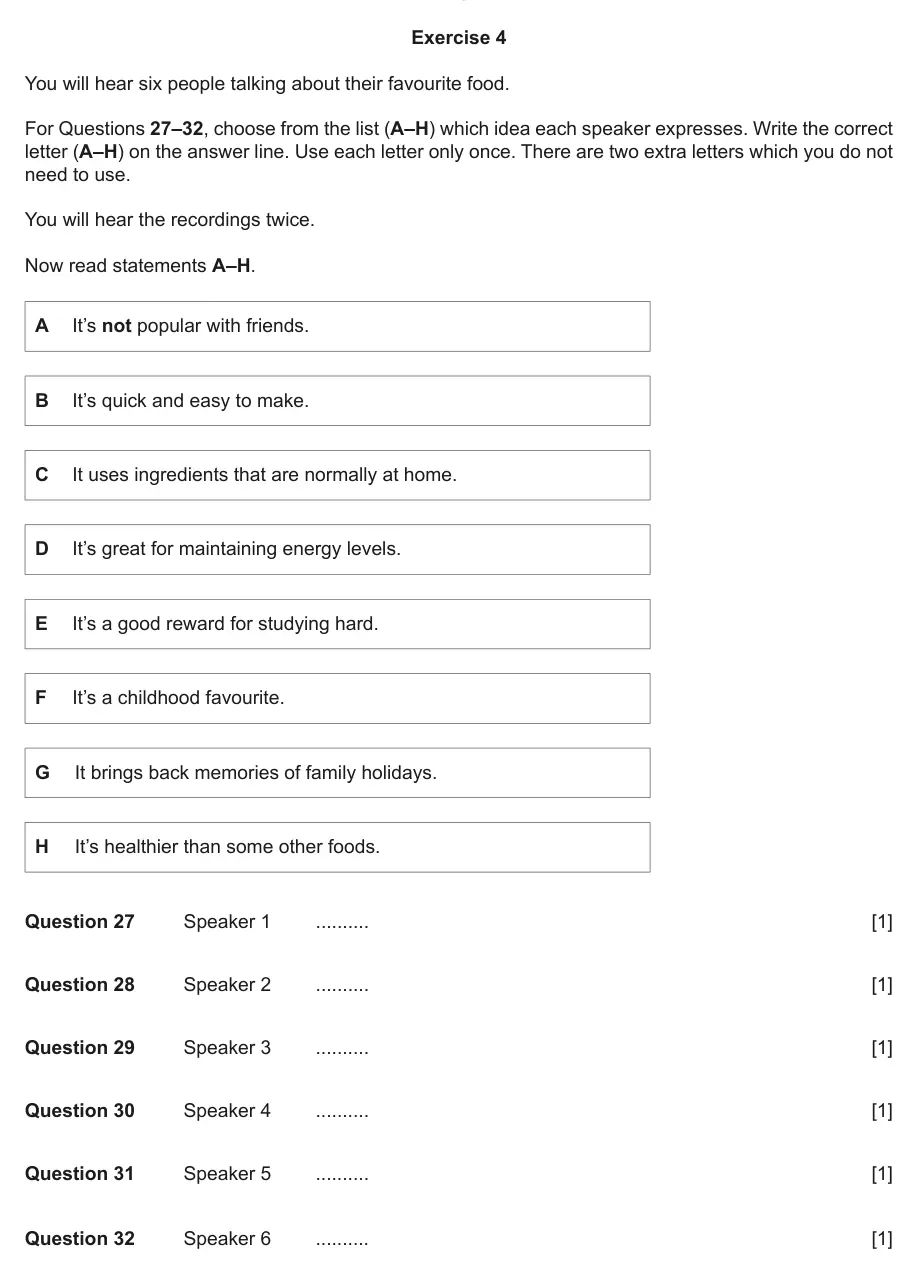 Exercise 4
You will hear six people talking about their favourite food.
For Questions 27–32, choose from the list (A–H) which idea each speaker expresses. Write the correct
letter (A–H) on the answer line. Use each letter only once. There are two extra letters which you do not
need to use.
You will hear the recordings twice.
Now read statements A–H.
A It’s not popular with friends.
B It’s quick and easy to make.
C It uses ingredients that are normally at home.
D It’s great for maintaining energy levels.
E It’s a good reward for studying hard.
F It’s a childhood favourite.
G It brings back memories of family holidays.
H It’s healthier than some other foods.
Question 27 Speaker 1 .......... [1]
Question 28 Speaker 2 .......... [1]
Question 29 Speaker 3 .......... [1]
Question 30 Speaker 4 .......... [1]
Question 31 Speaker 5 .......... [1]
Question 32 Speaker 6 .......... [1]